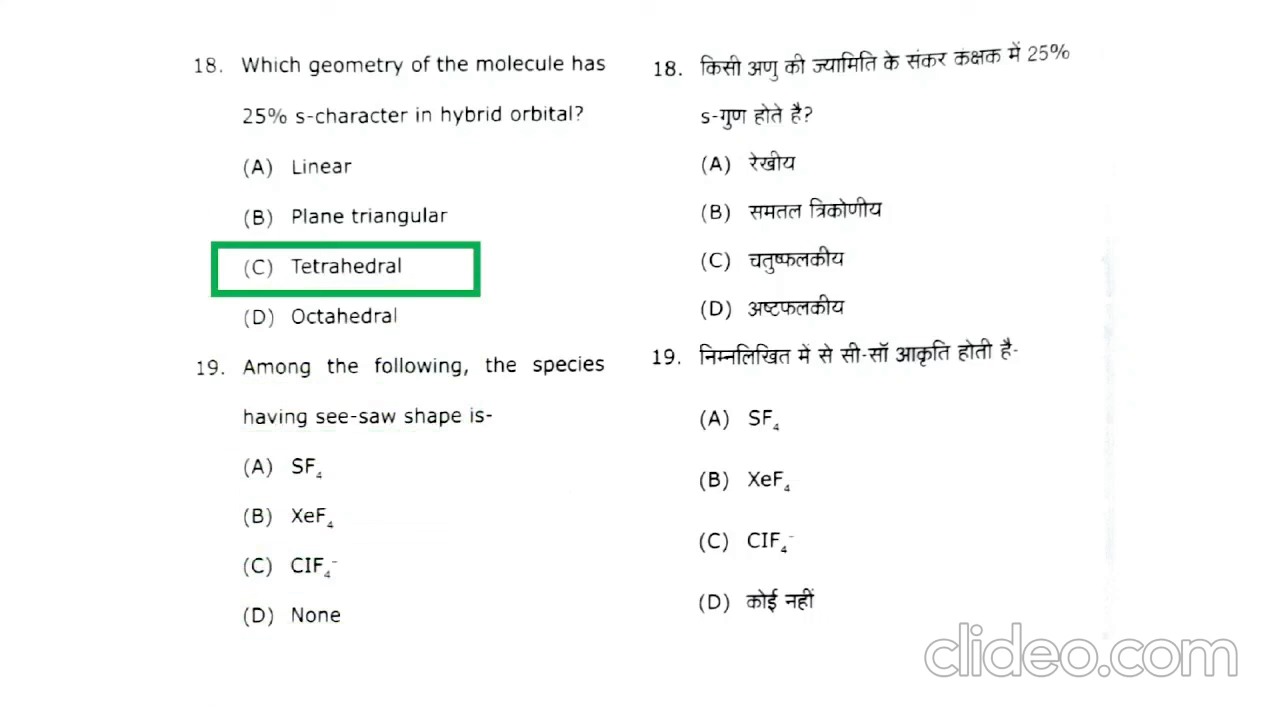 18. Which geometry of the molecule has
25% s-character in hybrid orbital?
(A) Linear
(B) Plane triangular
(C) Tetrahedral
(D) Octahedral
19. Among the following, the species
having see-saw shape is-
(A) SF₄
(B) XeF₄
(C) ClF₄⁻
(D) None
18. किसी अणु की ज्यामिति के संकर कक्षक में 25%
s-गुण होते है?
(A) रेखीय
(B) समतल त्रिकोणीय
(C) चतुष्फलकीय
(D) अष्टफलकीय
19. निम्नलिखित में से सी-सॉ आकृति होती है-
(A) SF₄
(B) XeF₄
(C) ClF₄⁻
(D) कोई नहीं
clideo.com